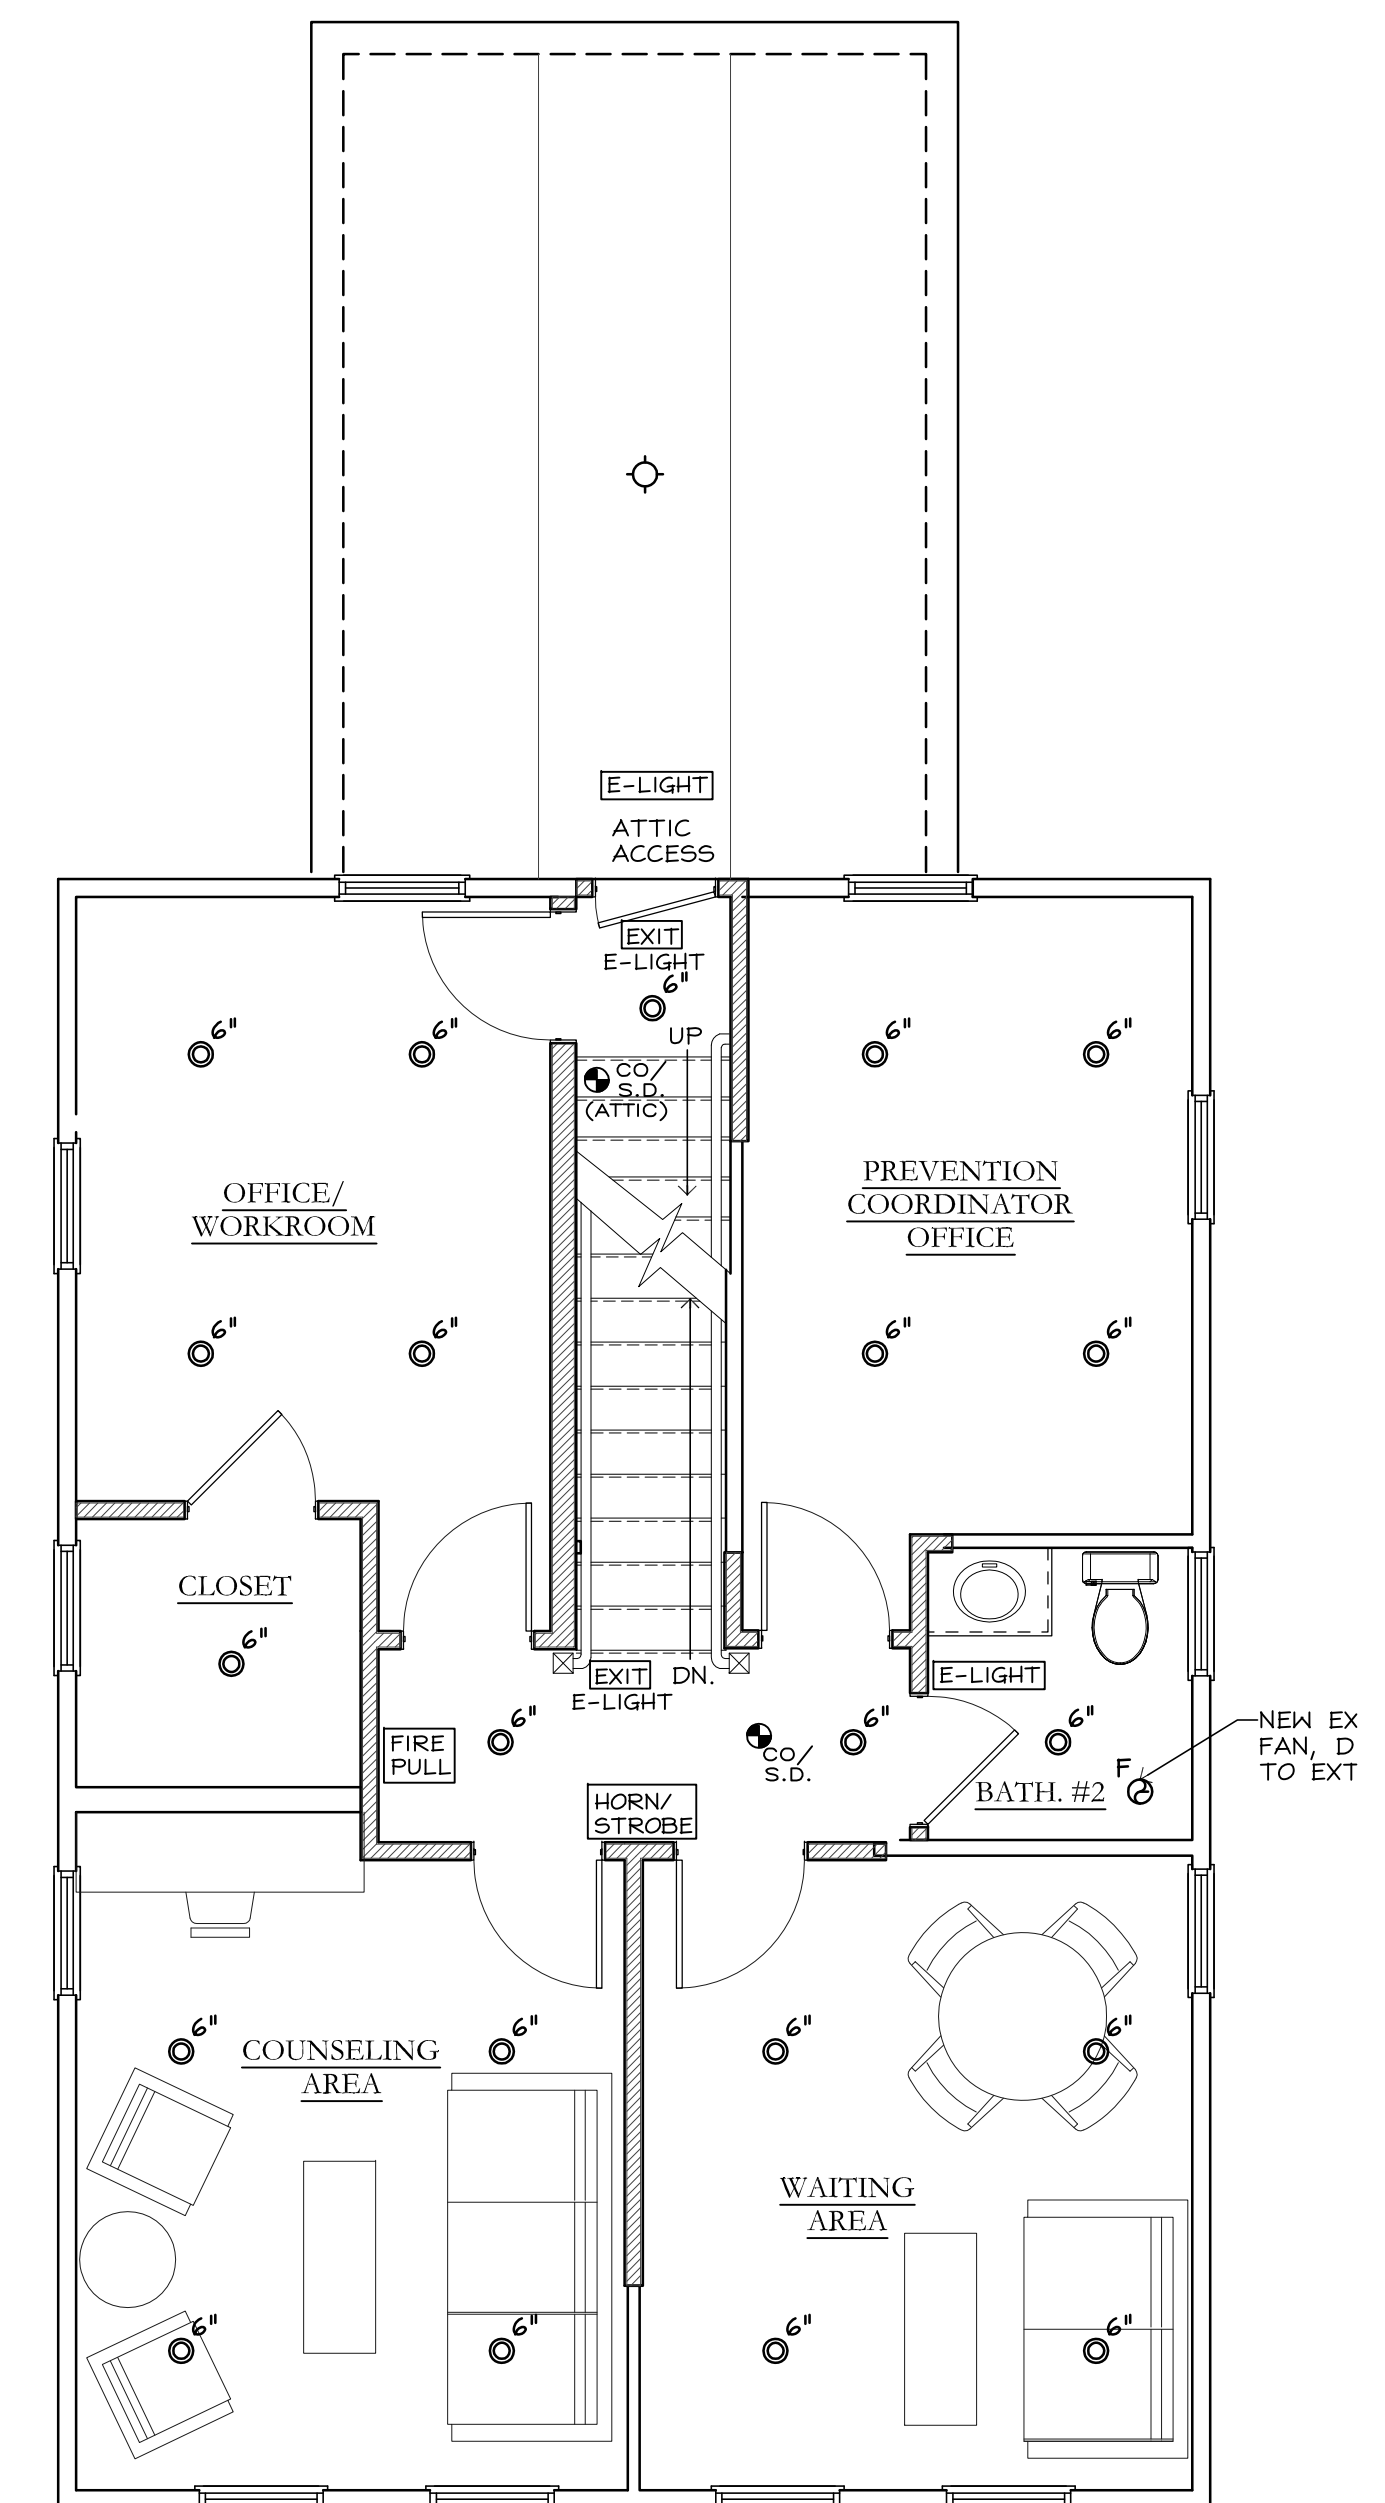 E-LIGHT
ATTIC
ACCESS
EXIT
E-LIGHT
6"
UP
6"
6"
6"
6"
CO/
S.D.
(ATTIC)
OFFICE/
WORKROOM
PREVENTION
COORDINATOR
OFFICE
6"
6"
6"
6"
CLOSET
6"
EXIT
E-LIGHT
DN.
E-LIGHT
FIRE
PULL
6"
CO/
S.D.
6"
6"
NEW EX
FAN, D
TO EXT
F
BATH. #2
HORN/
STROBE
6"
6"
6"
6"
COUNSELING
AREA
WAITING
AREA
6"
6"
6"
6"